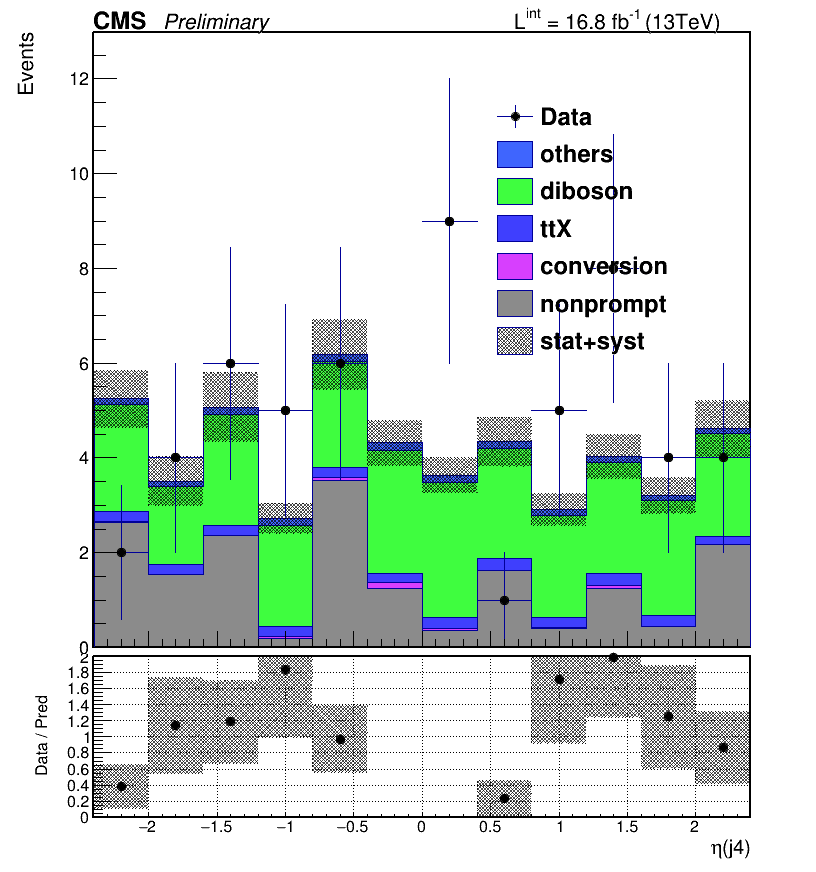 CMS Preliminary L^int = 16.8 fb^-1 (13TeV)
Events
12
10
8
6
4
2
0
Data
others
diboson
ttX
conversion
nonprompt
stat+syst
Data / Pred
2
1.8
1.6
1.4
1.2
1
0.8
0.6
0.4
0.2
0
−2 −1.5 −1 −0.5 0 0.5 1 1.5 2
η(j4)